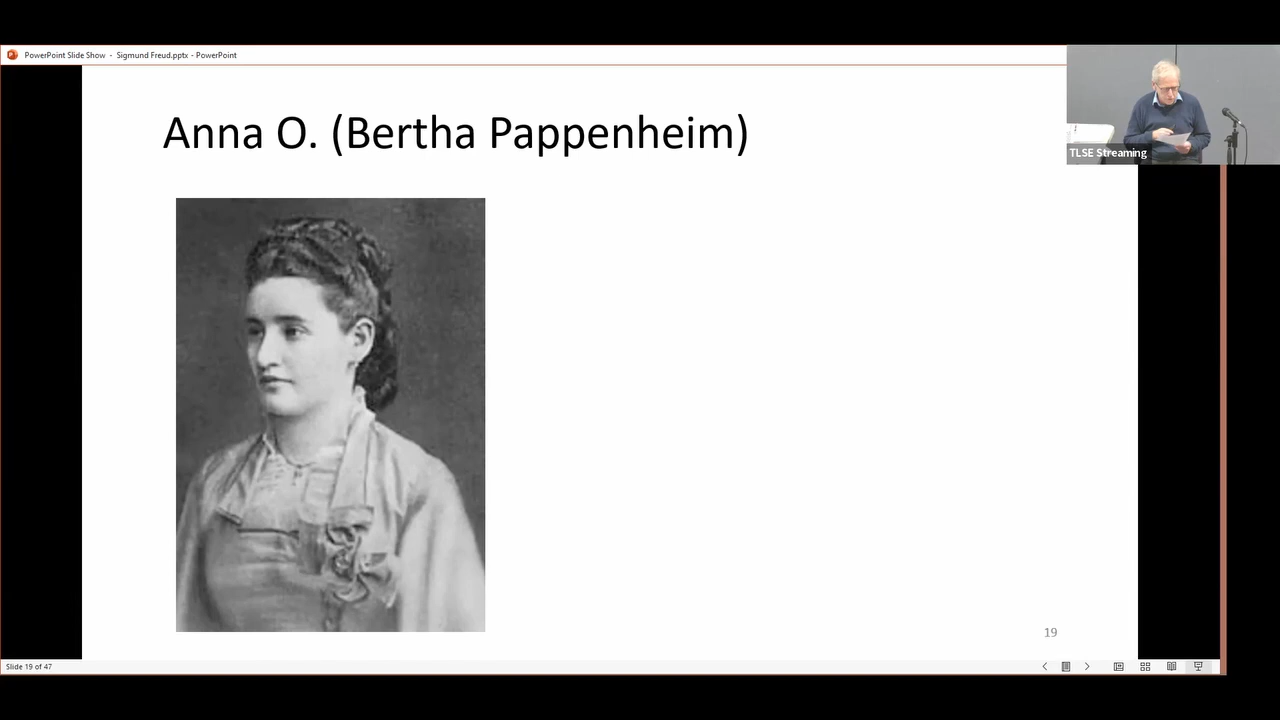 PowerPoint Slide Show - Sigmund Freud.pptx - PowerPoint
Anna O. (Bertha Pappenheim)
TLSE Streaming
19
Slide 19 of 47